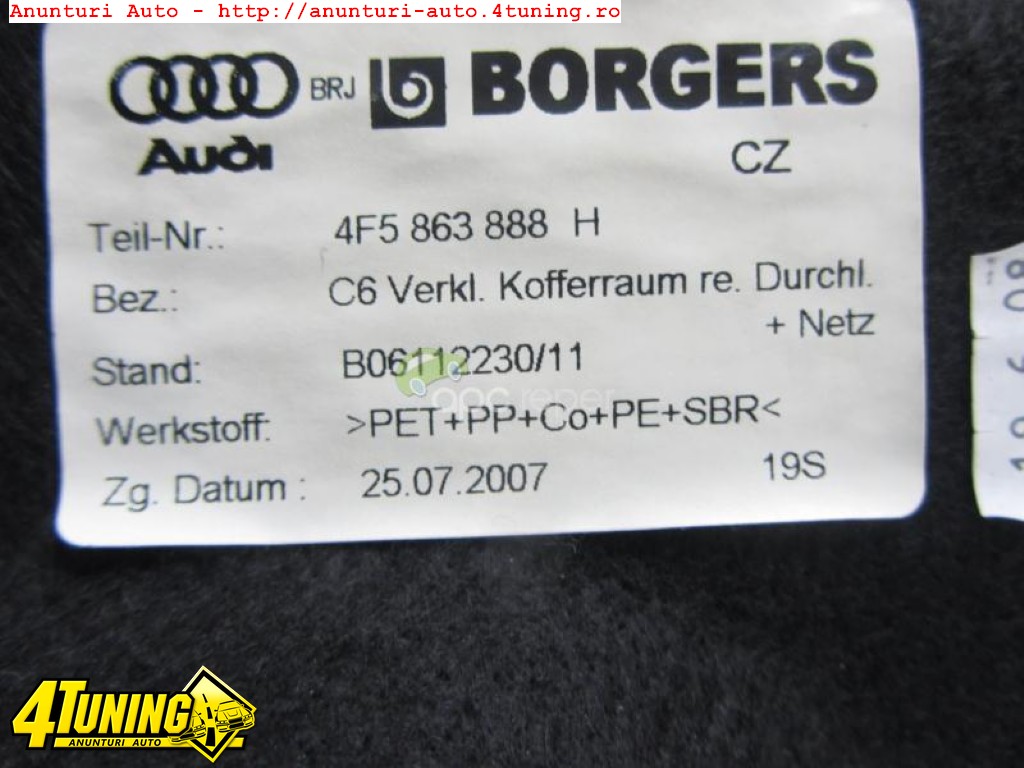 Anunturi Auto - http://anunturi-auto.4tuning.ro
Audi BRJ BORGERS
CZ
Teil-Nr.: 4F5 863 888 H
Bez.: C6 Verkl. Kofferraum re. Durchl.
+ Netz
Stand: B06112230/11
Werkstoff: >PET+PP+Co+PE+SBR<
Zg. Datum : 25.07.2007 19S
4TUNING
ANUNTURI AUTO